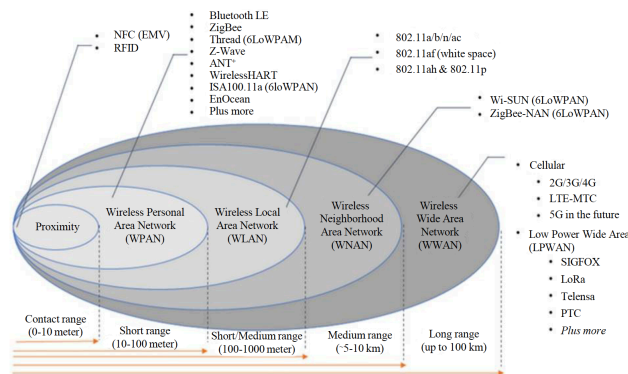 • NFC (EMV)
• RFID
• Bluetooth LE
• ZigBee
• Thread (6LoWPAM)
• Z-Wave
• ANT+
• WirelessHART
• ISA100.11a (6loWPAN)
• EnOcean
• Plus more
• 802.11a/b/n/ac
• 802.11af (white space)
• 802.11ah & 802.11p
• Wi-SUN (6LoWPAN)
• ZigBee-NAN (6LoWPAN)
• Cellular
• 2G/3G/4G
• LTE-MTC
• 5G in the future
• Low Power Wide Area
(LPWAN)
• SIGFOX
• LoRa
• Telensa
• PTC
• Plus more
Proximity
Wireless Personal
Area Network
(WPAN)
Wireless Local
Area Network
(WLAN)
Wireless
Neighborhood
Area Network
(WNAN)
Wireless
Wide Area
Network
(WWAN)
Contact range
(0-10 meter)
Short range
(10-100 meter)
Short/Medium range
(100-1000 meter)
Medium range
(~5-10 km)
Long range
(up to 100 km)